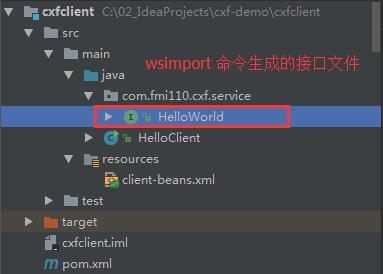 cxfclient C:\02_IdeaProjects\cxf-demo\cxfclient
src
main
wsimport 命令生成的接口文件
java
com.fmi110.cxf.service
I HelloWorld
C HelloClient
resources
client-beans.xml
test
target
cxfclient.iml
m pom.xml